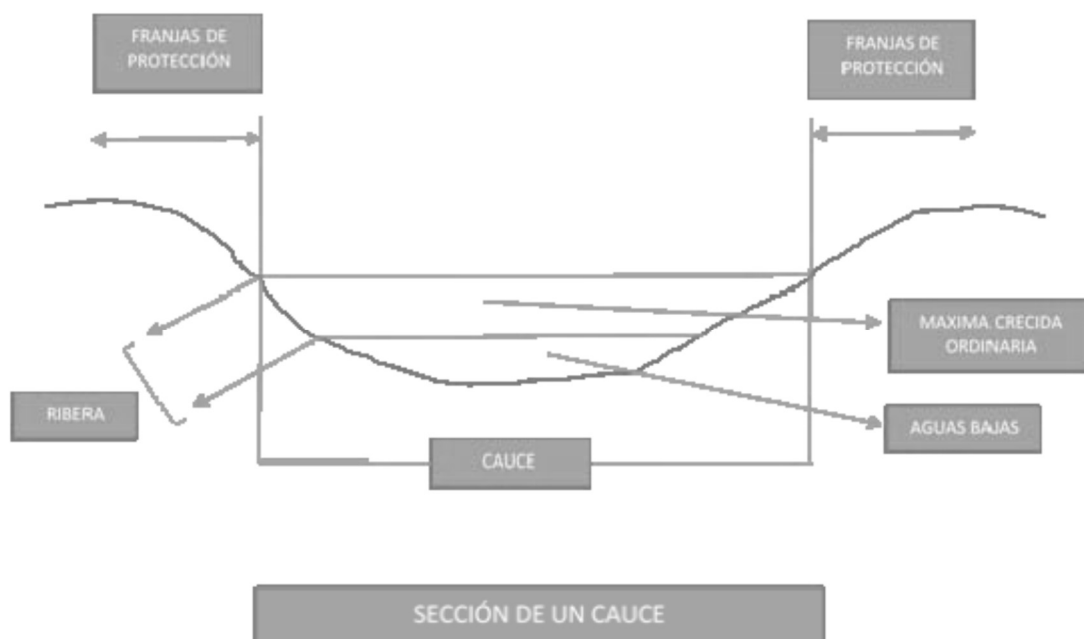 FRANJAS DE
PROTECCIÓN
FRANJAS DE
PROTECCIÓN
MAXIMA CRECIDA
ORDINARIA
RIBERA
AGUAS BAJAS
CAUCE
SECCIÓN DE UN CAUCE